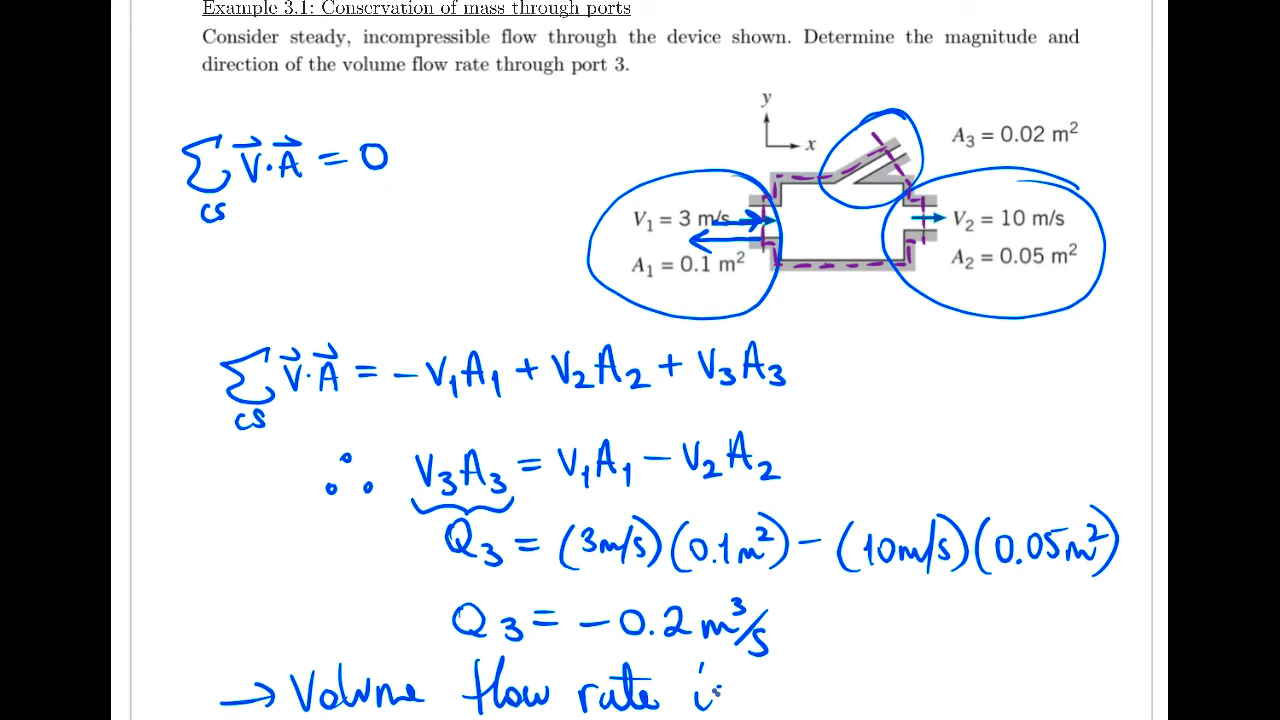 Example 3.1: Conservation of mass through ports
Consider steady, incompressible flow through the device shown. Determine the magnitude and
direction of the volume flow rate through port 3.
y
x
A₃ = 0.02 m²
∑ V⃗·A⃗ = 0
CS
V₁ = 3 m/s
V₂ = 10 m/s
A₁ = 0.1 m²
A₂ = 0.05 m²
∑ V⃗·A⃗ = -V₁A₁ + V₂A₂ + V₃A₃
CS
∴ V₃A₃ = V₁A₁ - V₂A₂
Q₃ = (3m/s)(0.1m²) - (10m/s)(0.05m²)
Q₃ = -0.2 m³/s
→ Volume flow rate i